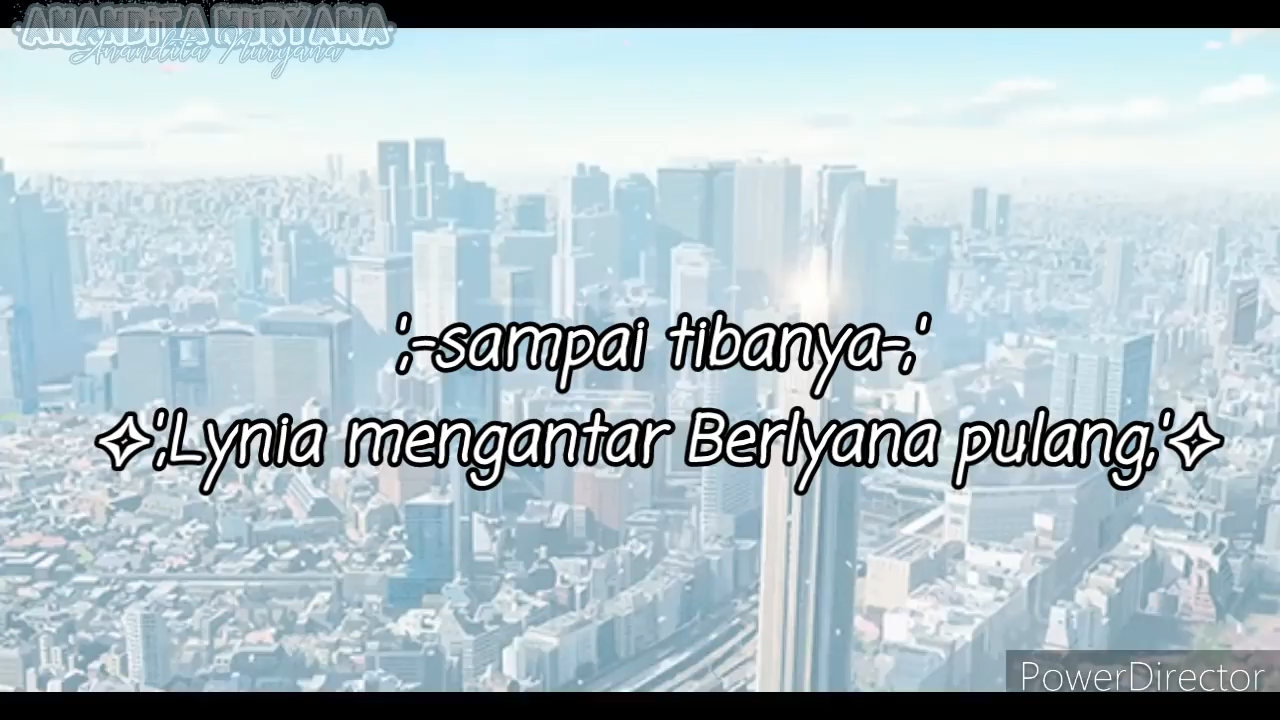 ANANDITA NURYANA
Anandita Nuryana
';-sampai tibanya-;'
✧';Lynia mengantar Berlyana pulang;'✧
PowerDirector